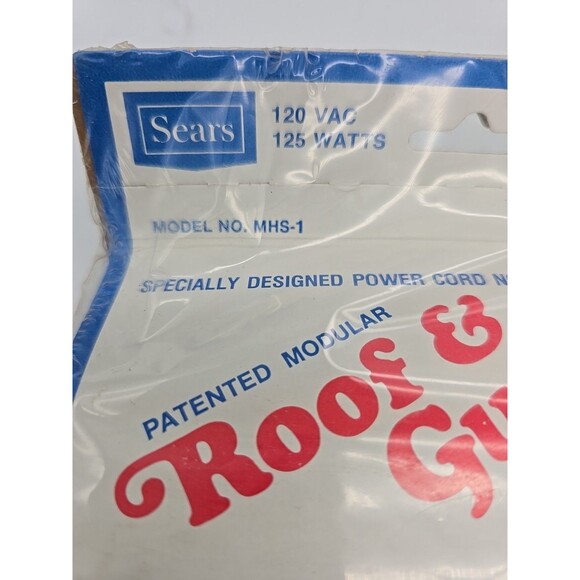 Sears
120 VAC
125 WATTS
MODEL NO. MHS-1
SPECIALLY DESIGNED POWER CORD
PATENTED MODULAR
Roof &